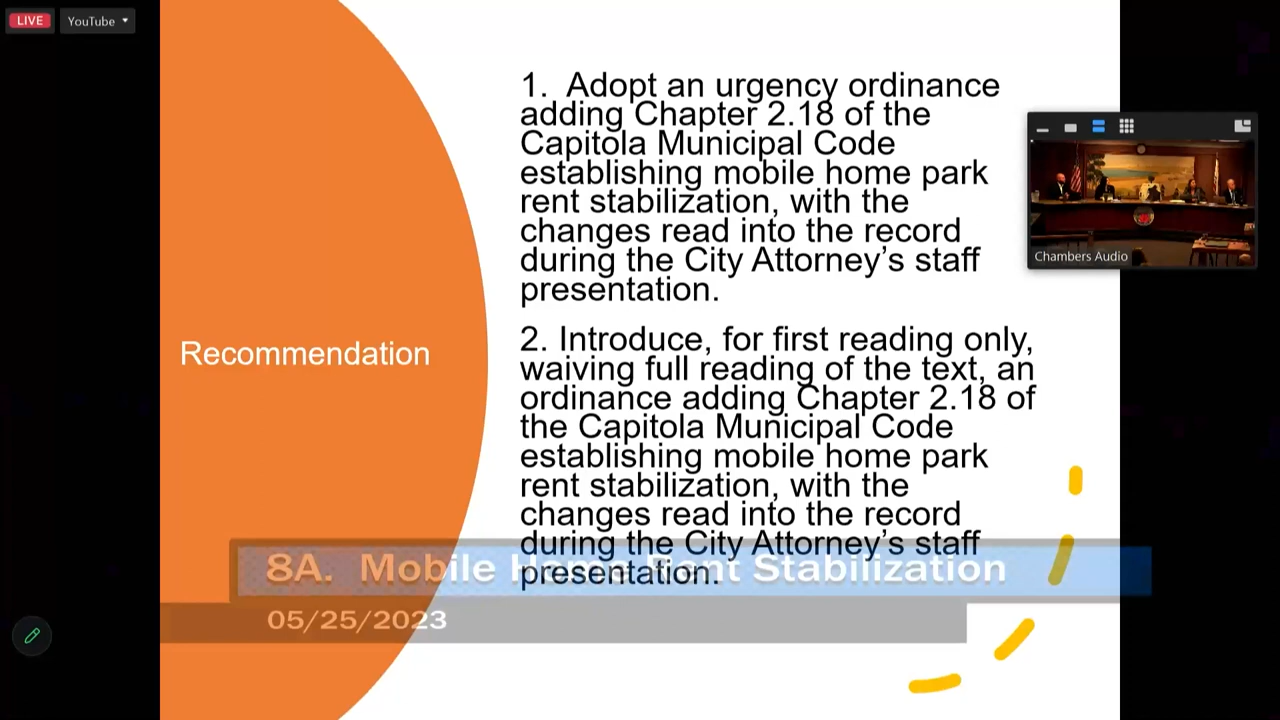 LIVE
YouTube
1. Adopt an urgency ordinance
adding Chapter 2.18 of the
Capitola Municipal Code
establishing mobile home park
rent stabilization, with the
changes read into the record
during the City Attorney’s staff
presentation.
Chambers Audio
Recommendation
2. Introduce, for first reading only,
waiving full reading of the text, an
ordinance adding Chapter 2.18 of
the Capitola Municipal Code
establishing mobile home park
rent stabilization, with the
changes read into the record
during the City Attorney’s staff
presentation.
8A. Mobile Home Rent Stabilization
05/25/2023